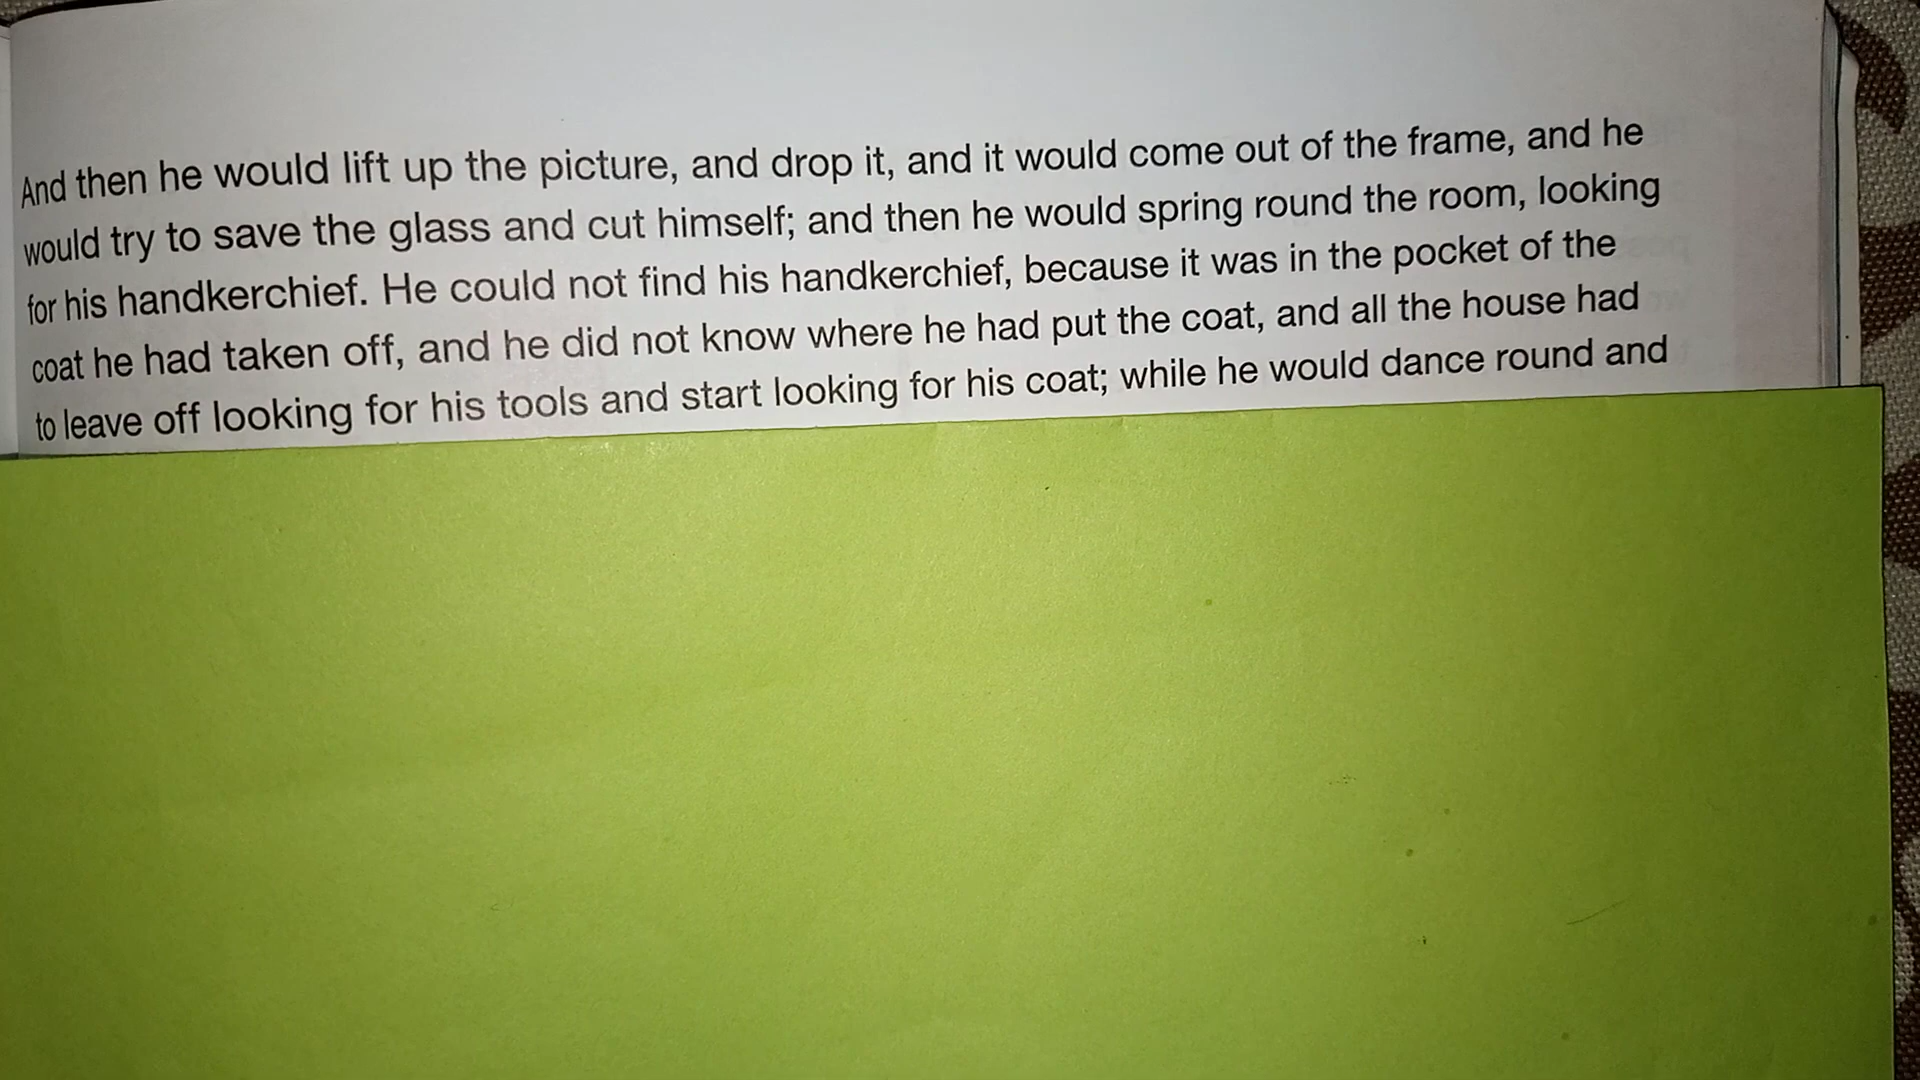 And then he would lift up the picture, and drop it, and it would come out of the frame, and he
would try to save the glass and cut himself; and then he would spring round the room, looking
for his handkerchief. He could not find his handkerchief, because it was in the pocket of the
coat he had taken off, and he did not know where he had put the coat, and all the house had
to leave off looking for his tools and start looking for his coat; while he would dance round and